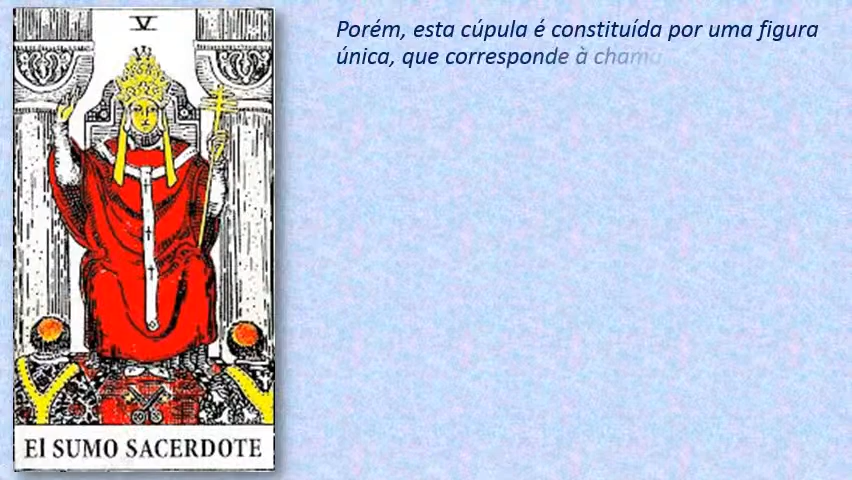 V
Porém, esta cúpula é constituída por uma figura
única, que corresponde à
El SUMO SACERDOTE